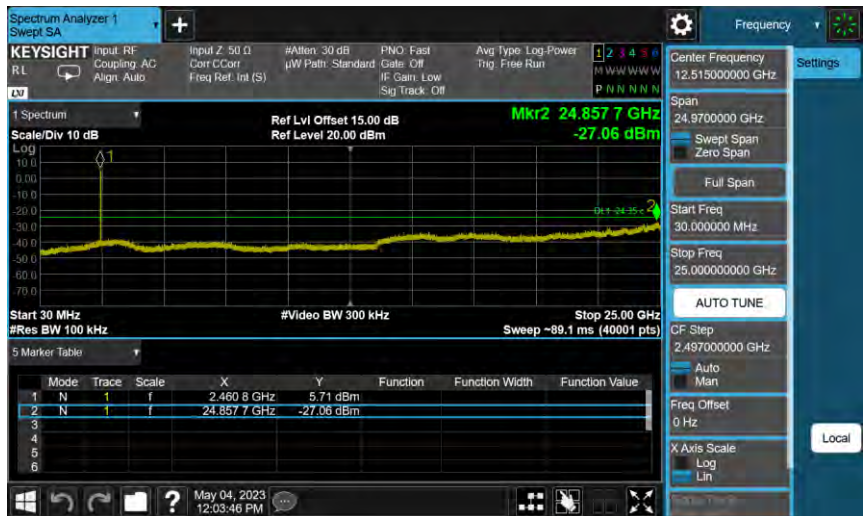 Spectrum Analyzer 1
Swept SA
Frequency
KEYSIGHT
RL
LXI
Input: RF
Coupling: AC
Align: Auto
Input Z: 50 Ω
Corr CCorr
Freq Ref: Int (S)
#Atten: 30 dB
µW Path: Standard
PNO: Fast
Gate: Off
IF Gain: Low
Sig Track: Off
Avg Type: Log-Power
Trig: Free Run
1 2 3 4 5 6
M W W W W W
P N N N N N
1 Spectrum
Scale/Div 10 dB
Ref Lvl Offset 15.00 dB
Ref Level 20.00 dBm
Mkr2 24.857 7 GHz
-27.06 dBm
Log
10.0
0.00
-10.0
-20.0
-30.0
-40.0
-50.0
-60.0
-70.0
1
2
Start 30 MHz
#Res BW 100 kHz
#Video BW 300 kHz
Stop 25.00 GHz
Sweep ~89.1 ms (40001 pts)
5 Marker Table
Mode Trace Scale X Y Function Function Width Function Value
1 N 1 f 2.460 8 GHz 5.71 dBm
2 N 1 f 24.857 7 GHz -27.06 dBm
3
4
5
6
May 04, 2023
12:03:46 PM
Center Frequency
12.515000000 GHz
Span
24.9700000 GHz
Swept Span
Zero Span
Full Span
Start Freq
30.000000 MHz
Stop Freq
25.000000000 GHz
AUTO TUNE
CF Step
2.497000000 GHz
Auto
Man
Freq Offset
0 Hz
X Axis Scale
Log
Lin
Settings
Local